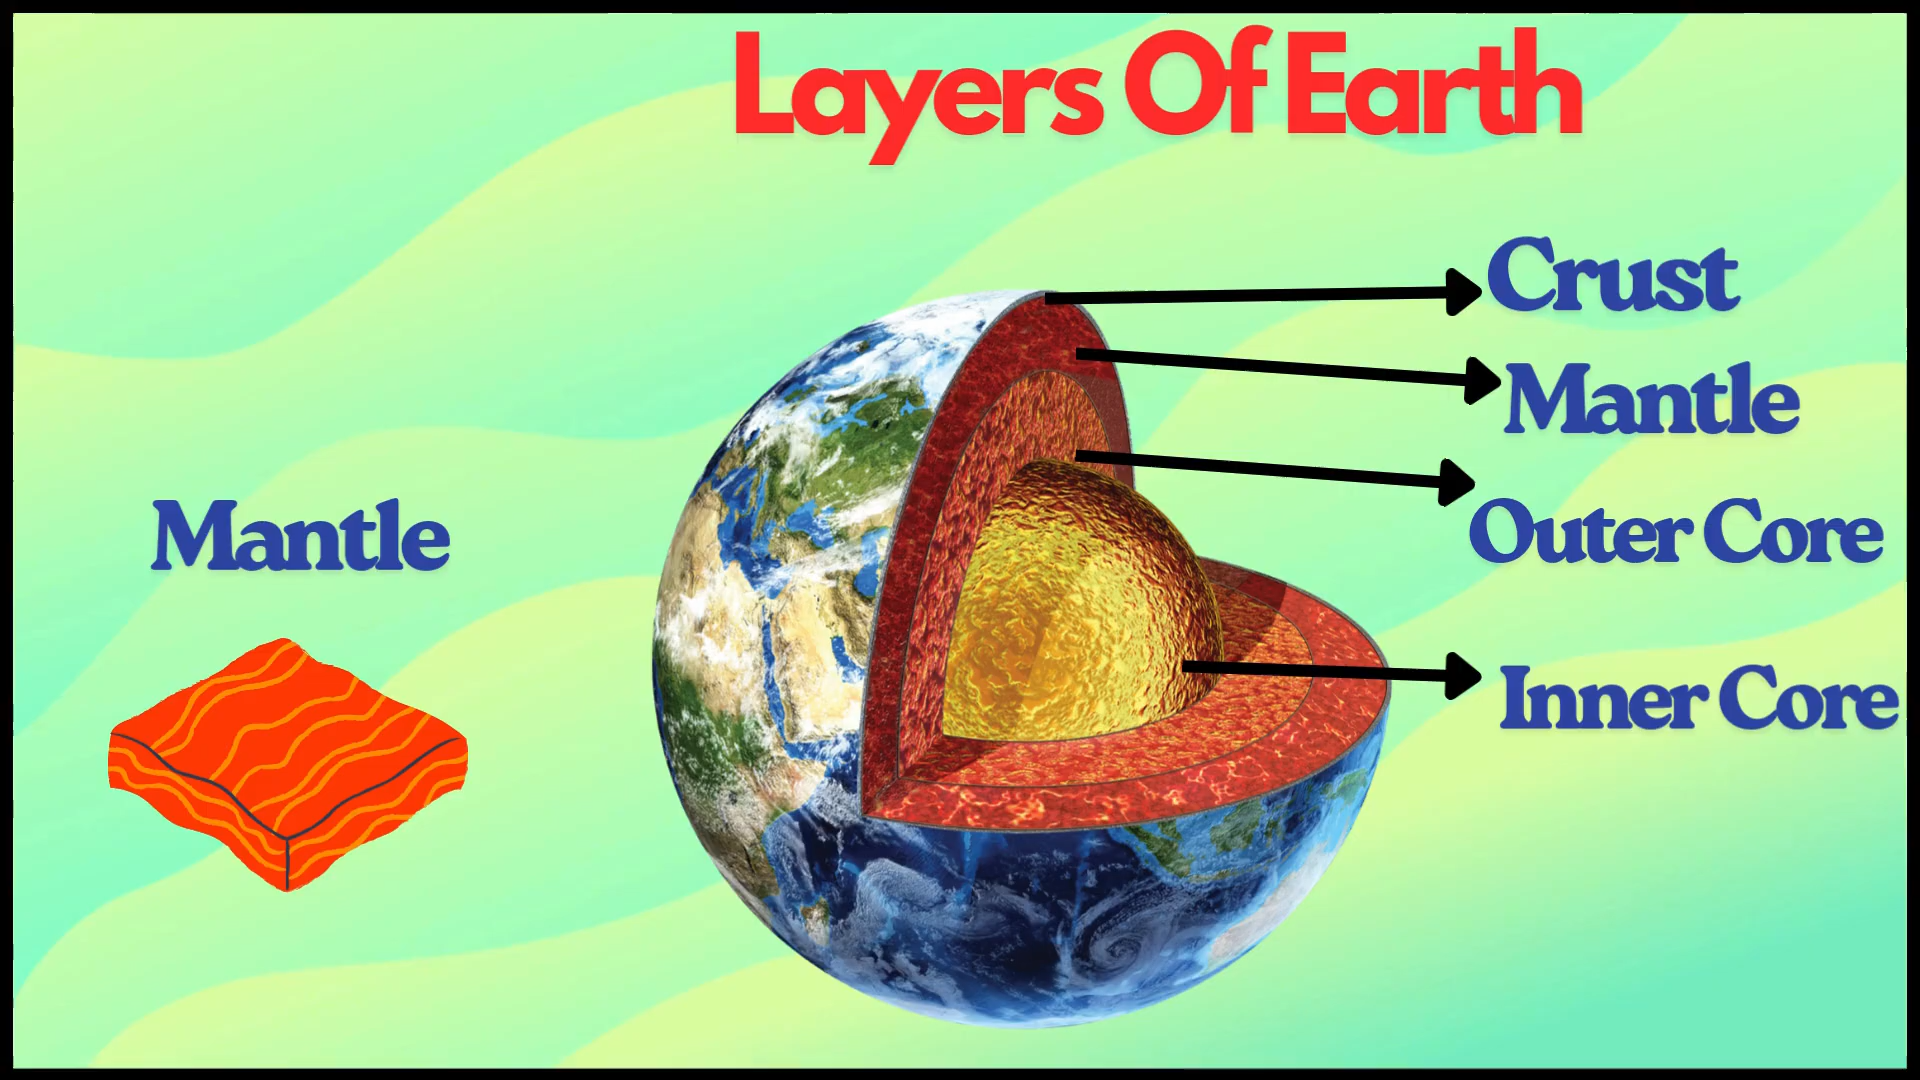 Layers Of Earth
Crust
Mantle
Outer Core
Mantle
Inner Core